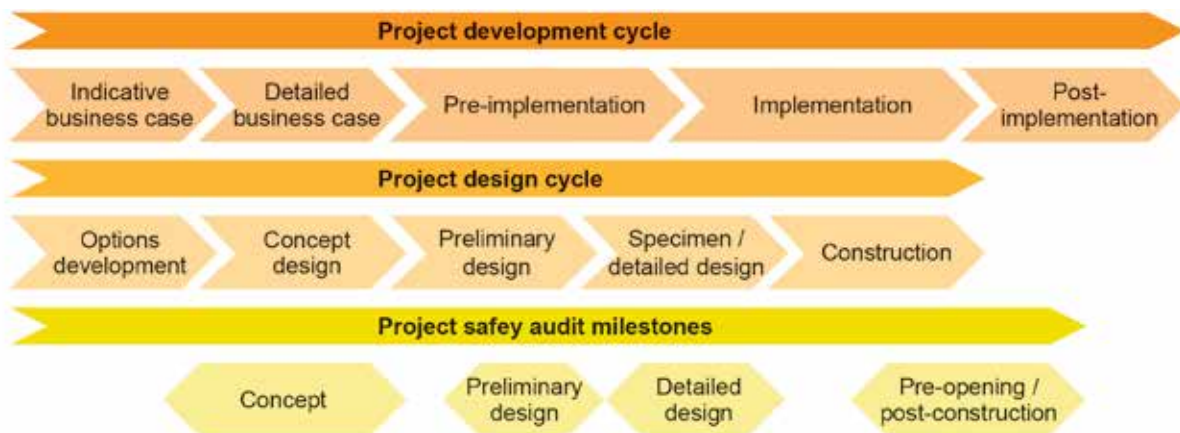 Project development cycle
Indicative
business case
Detailed
business case
Pre-implementation
Implementation
Post-
implementation
Project design cycle
Options
development
Concept
design
Preliminary
design
Specimen /
detailed design
Construction
Project safey audit milestones
Concept
Preliminary
design
Detailed
design
Pre-opening /
post-construction